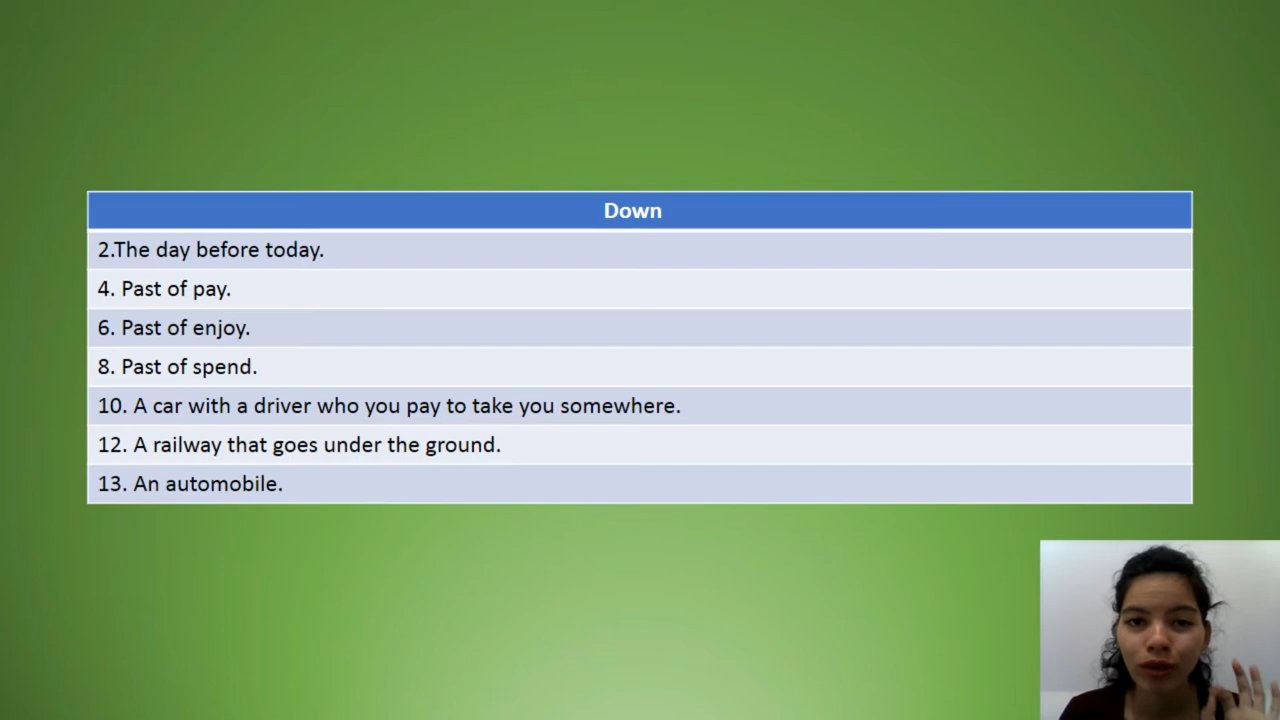 Down
2.The day before today.
4. Past of pay.
6. Past of enjoy.
8. Past of spend.
10. A car with a driver who you pay to take you somewhere.
12. A railway that goes under the ground.
13. An automobile.